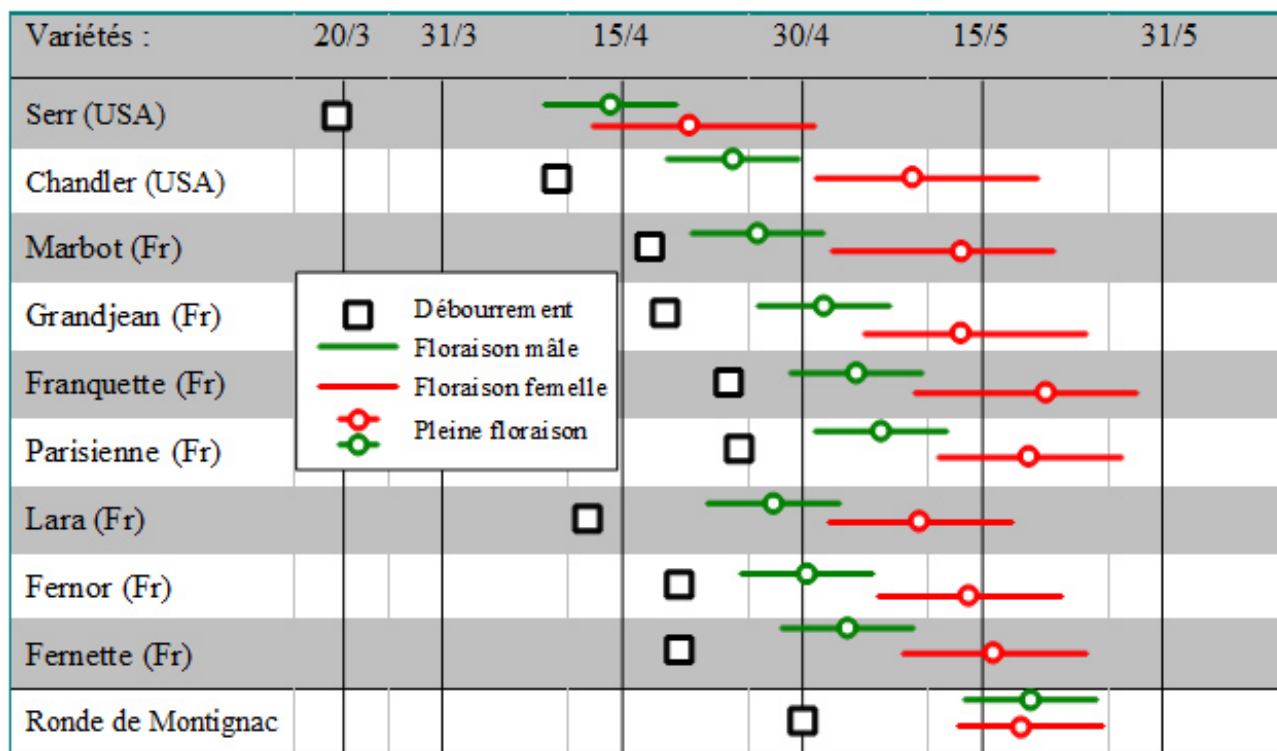 Variétés : 20/3 31/3 15/4 30/4 15/5 31/5
Serr (USA)
Chandler (USA)
Marbot (Fr)
Grandjean (Fr)
Franquette (Fr)
Parisienne (Fr)
Lara (Fr)
Fernor (Fr)
Fernette (Fr)
Ronde de Montignac
Débourrement
Floraison mâle
Floraison femelle
Pleine floraison